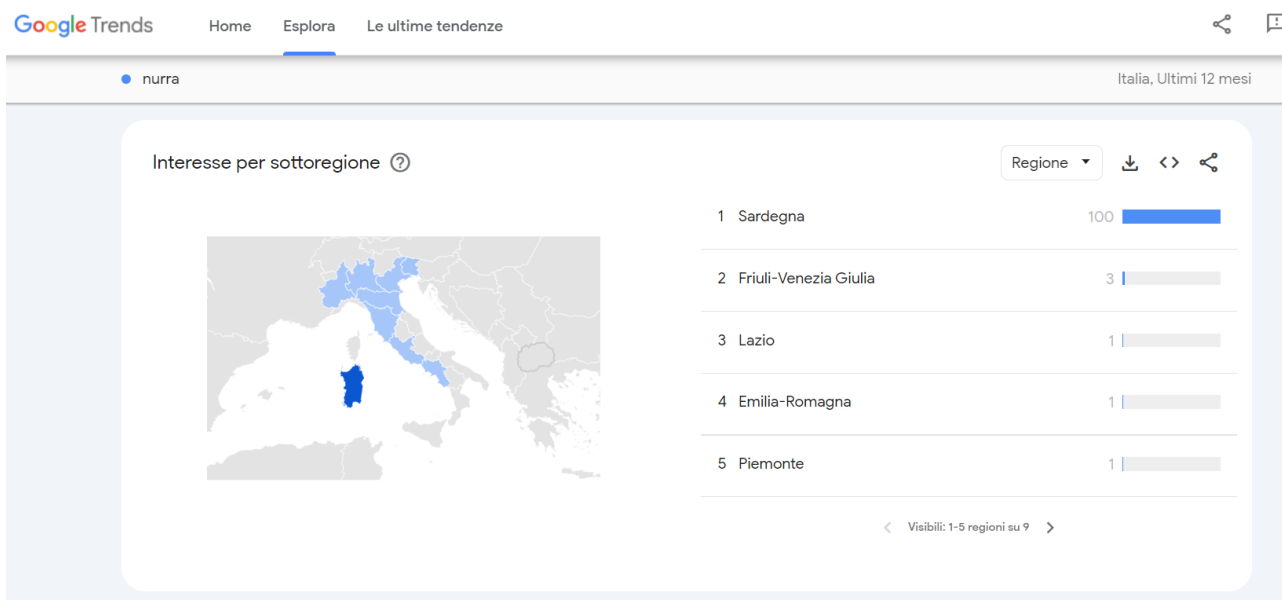 Google Trends Home Esplora Le ultime tendenze
nurra Italia, Ultimi 12 mesi
Interesse per sottoregione Regione
1 Sardegna 100
2 Friuli-Venezia Giulia 3
3 Lazio 1
4 Emilia-Romagna 1
5 Piemonte 1
Visibili: 1-5 regioni su 9